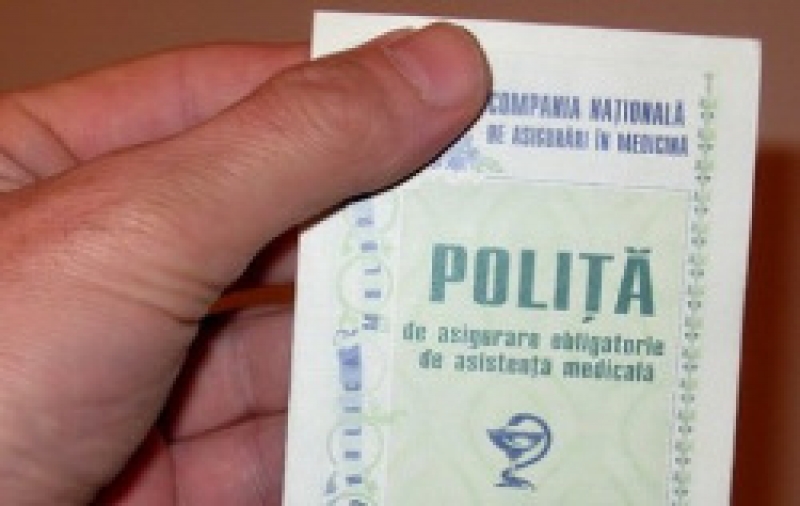 COMPANIA NAȚIONALĂ
DE ASIGURĂRI ÎN MEDICINĂ
POLIȚĂ
de asigurare obligatorie
de asistența medicală